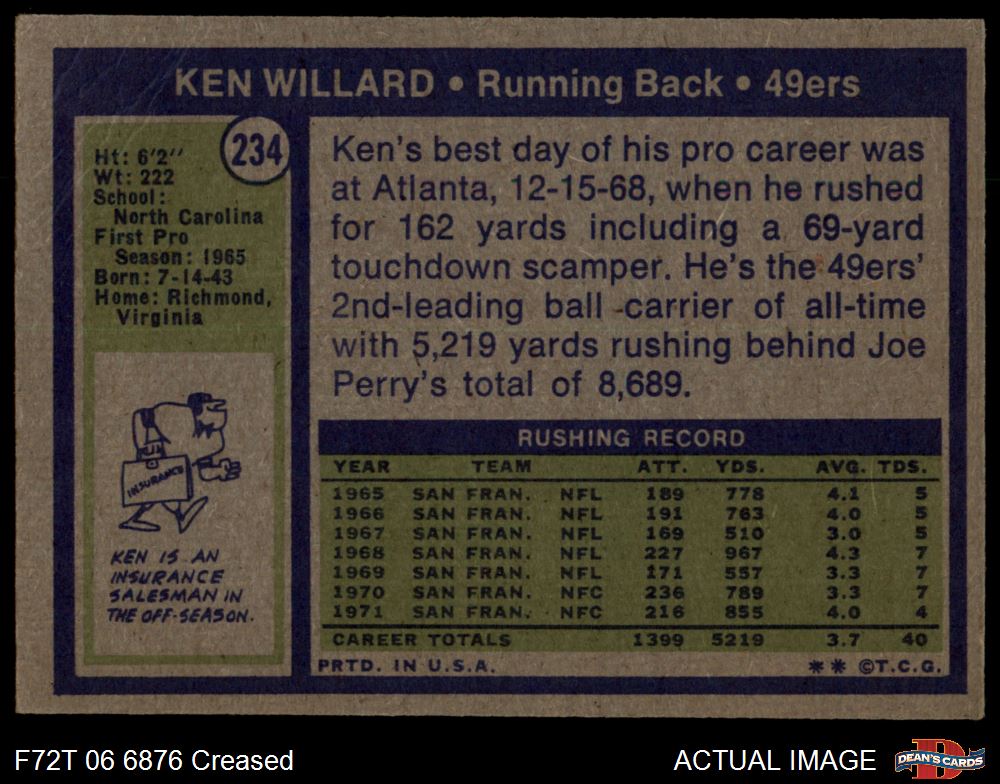 KEN WILLARD • Running Back • 49ers
234
Ht: 6'2"
Wt: 222
School:
North Carolina
First Pro
Season: 1965
Born: 7-14-43
Home: Richmond,
Virginia
INSURANCE
KEN IS AN
INSURANCE
SALESMAN IN
THE OFF-SEASON.
Ken's best day of his pro career was
at Atlanta, 12-15-68, when he rushed
for 162 yards including a 69-yard
touchdown scamper. He's the 49ers'
2nd-leading ball carrier of all-time
with 5,219 yards rushing behind Joe
Perry's total of 8,689.
RUSHING RECORD
YEAR TEAM ATT. YDS. AVG. TDS.
1965 SAN FRAN. NFL 189 778 4.1 5
1966 SAN FRAN. NFL 191 763 4.0 5
1967 SAN FRAN. NFL 169 510 3.0 5
1968 SAN FRAN. NFL 227 967 4.3 7
1969 SAN FRAN. NFL 171 557 3.3 7
1970 SAN FRAN. NFC 236 789 3.3 7
1971 SAN FRAN. NFC 216 855 4.0 4
CAREER TOTALS 1399 5219 3.7 40
PRTD. IN U.S.A. ** ©T.C.G.
F72T 06 6876 Creased
ACTUAL IMAGE
D
DEAN'S CARDS